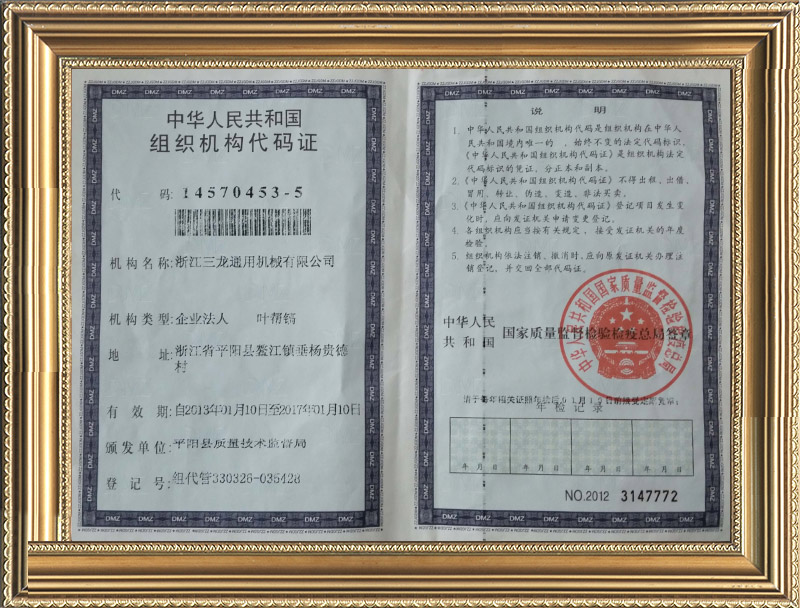 中华人民共和国
组织机构代码证
代 码: 14570453-5
机构名称: 浙江三龙通用机械有限公司
机构类型: 企业法人 叶帮锔
地 址: 浙江省平阳县鳌江镇垂杨贵德
村
有 效 期: 自2013年01月10日至2017年01月10日
颁发单位: 平阳县质量技术监督局
登 记 号: 组代管330326-035428
说 明
1. 中华人民共和国组织机构代码是组织机构在中华人
民共和国境内唯一的、始终不变的法定代码标识,
《中华人民共和国组织机构代码证》是组织机构法定
代码标识的凭证,分正本和副本。
2.《中华人民共和国组织机构代码证》不得出租、出借、
冒用、转让、伪造、变造、非法买卖。
3.《中华人民共和国组织机构代码证》登记项目发生变
化时,应向发证机关申请变更登记。
4. 各组织机构应当按有关规定,接受发证机关的年度
检验。
5. 组织机构依法注销、撤消时,应向原发证机关办理注
销登记,并交回全部代码证。
中华人民
共和国 国家质量监督检验检疫总局签章
年检记录
年 月 日 年 月 日 年 月 日 年 月 日
NO.2012 3147772